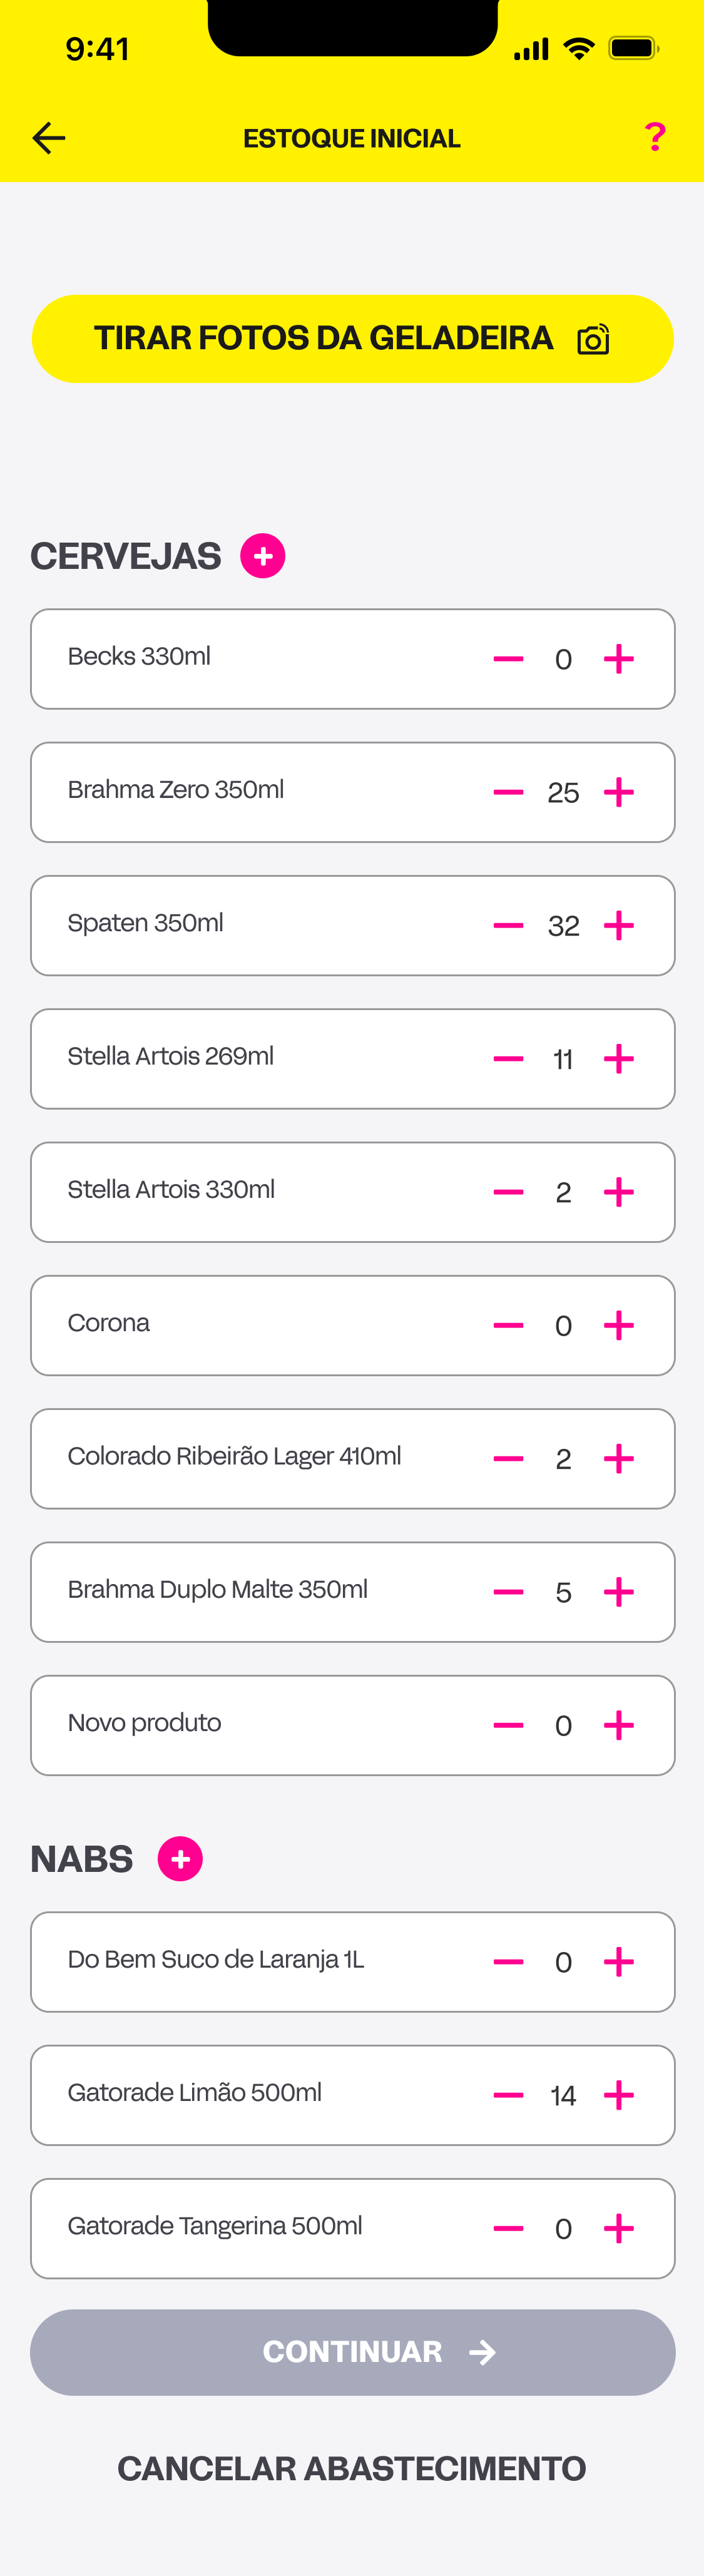 9:41
ESTOQUE INICIAL ?
TIRAR FOTOS DA GELADEIRA
CERVEJAS +
Becks 330ml — 0 +
Brahma Zero 350ml — 25 +
Spaten 350ml — 32 +
Stella Artois 269ml — 11 +
Stella Artois 330ml — 2 +
Corona — 0 +
Colorado Ribeirão Lager 410ml — 2 +
Brahma Duplo Malte 350ml — 5 +
Novo produto — 0 +
NABS +
Do Bem Suco de Laranja 1L — 0 +
Gatorade Limão 500ml — 14 +
Gatorade Tangerina 500ml — 0 +
CONTINUAR →
CANCELAR ABASTECIMENTO